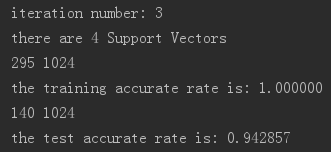 iteration number: 3
there are 4 Support Vectors
295 1024
the training accurate rate is: 1.000000
140 1024
the test accurate rate is: 0.942857